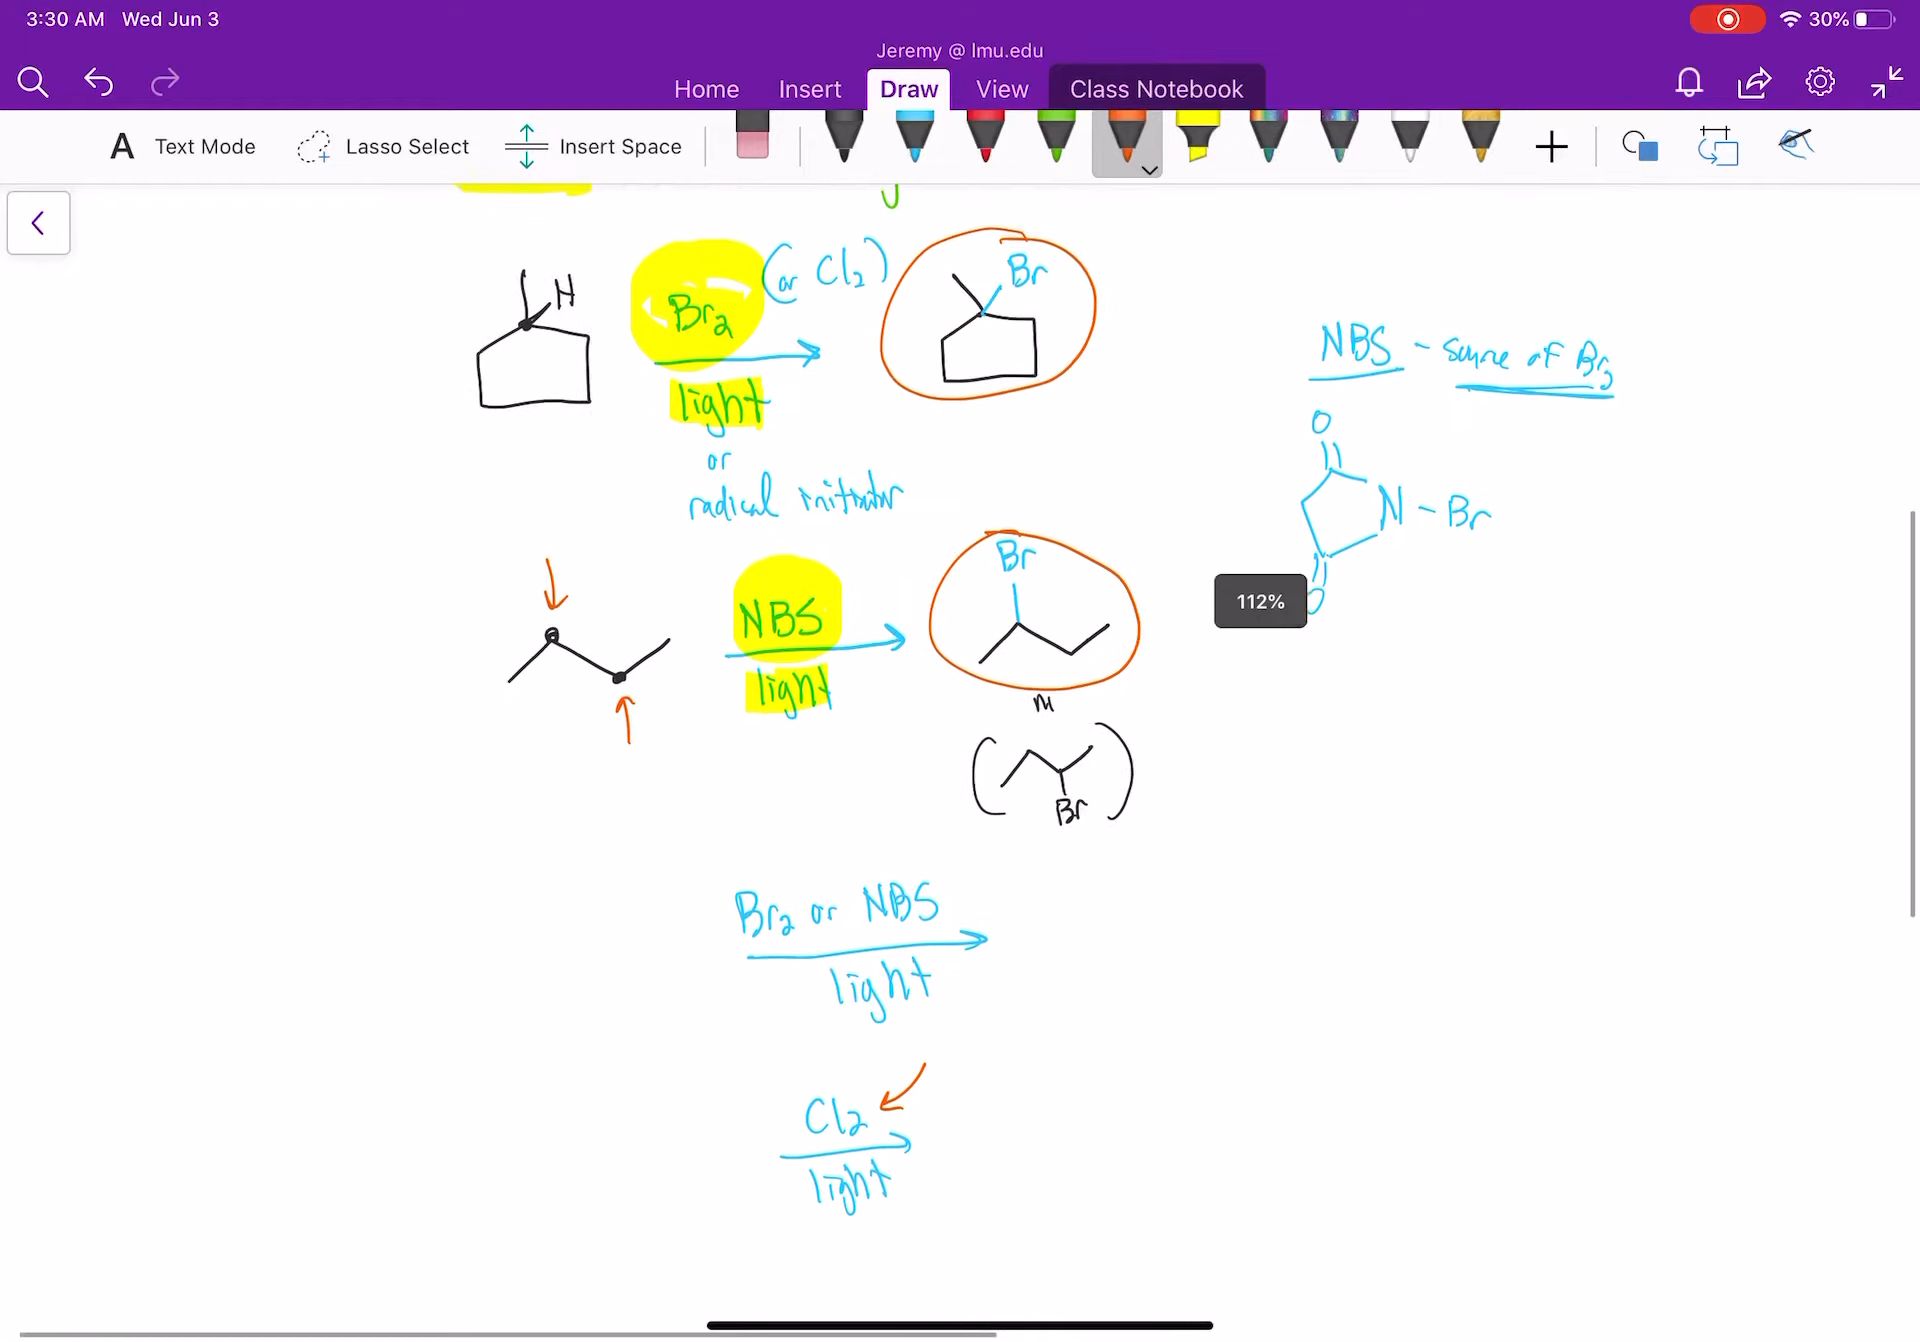 3:30 AM Wed Jun 3
30%
Jeremy @ lmu.edu
Home Insert Draw View Class Notebook
A Text Mode Lasso Select Insert Space
H
Br2 (or Cl2)
light
or
radical initiator
Br
NBS - source of Br2
O
N - Br
O
112%
NBS
light
Br
(Br)
Br2 or NBS
light
Cl2
light